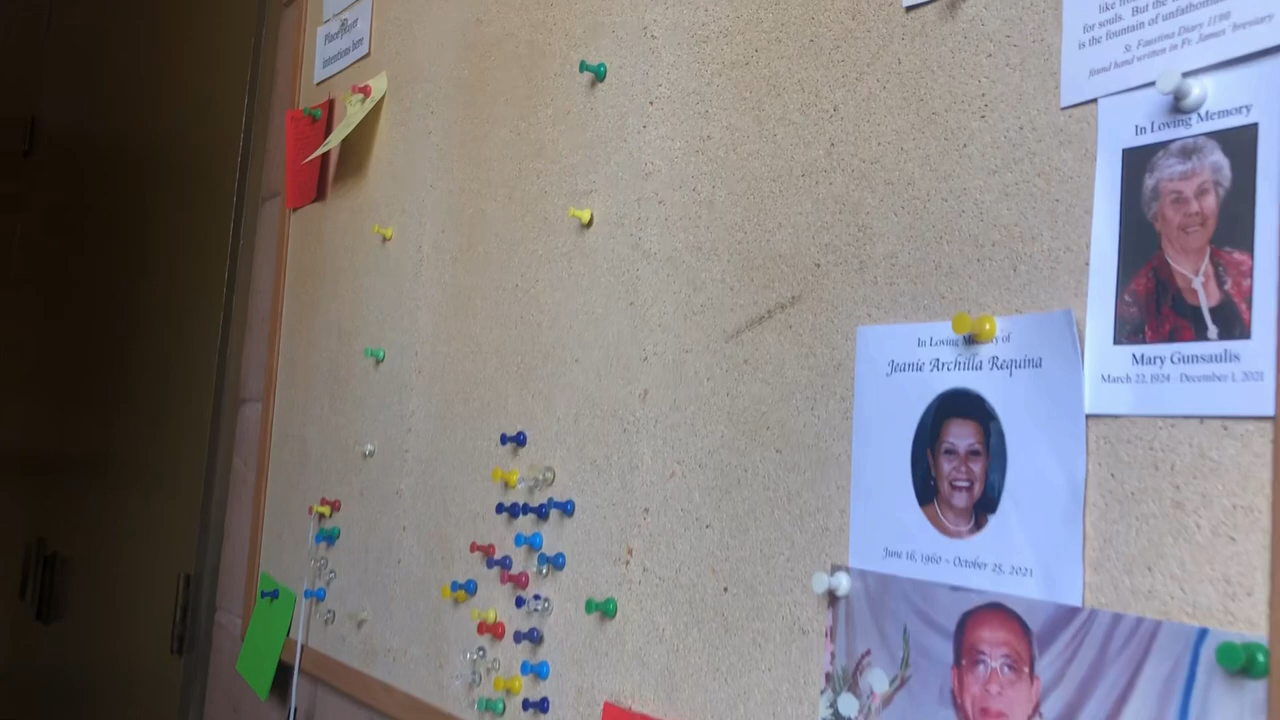 Place prayer
intentions here
for souls. But the
is the fountain of unfathoma
St. Faustina Diary 1190
found hand written in Fr. James' breviary
In Loving Memory
Mary Gunsaulis
March 22, 1924 December 1, 2021
In Loving Memory of
Jeanie Archilla Requina
June 16, 1960 ~ October 25, 2021